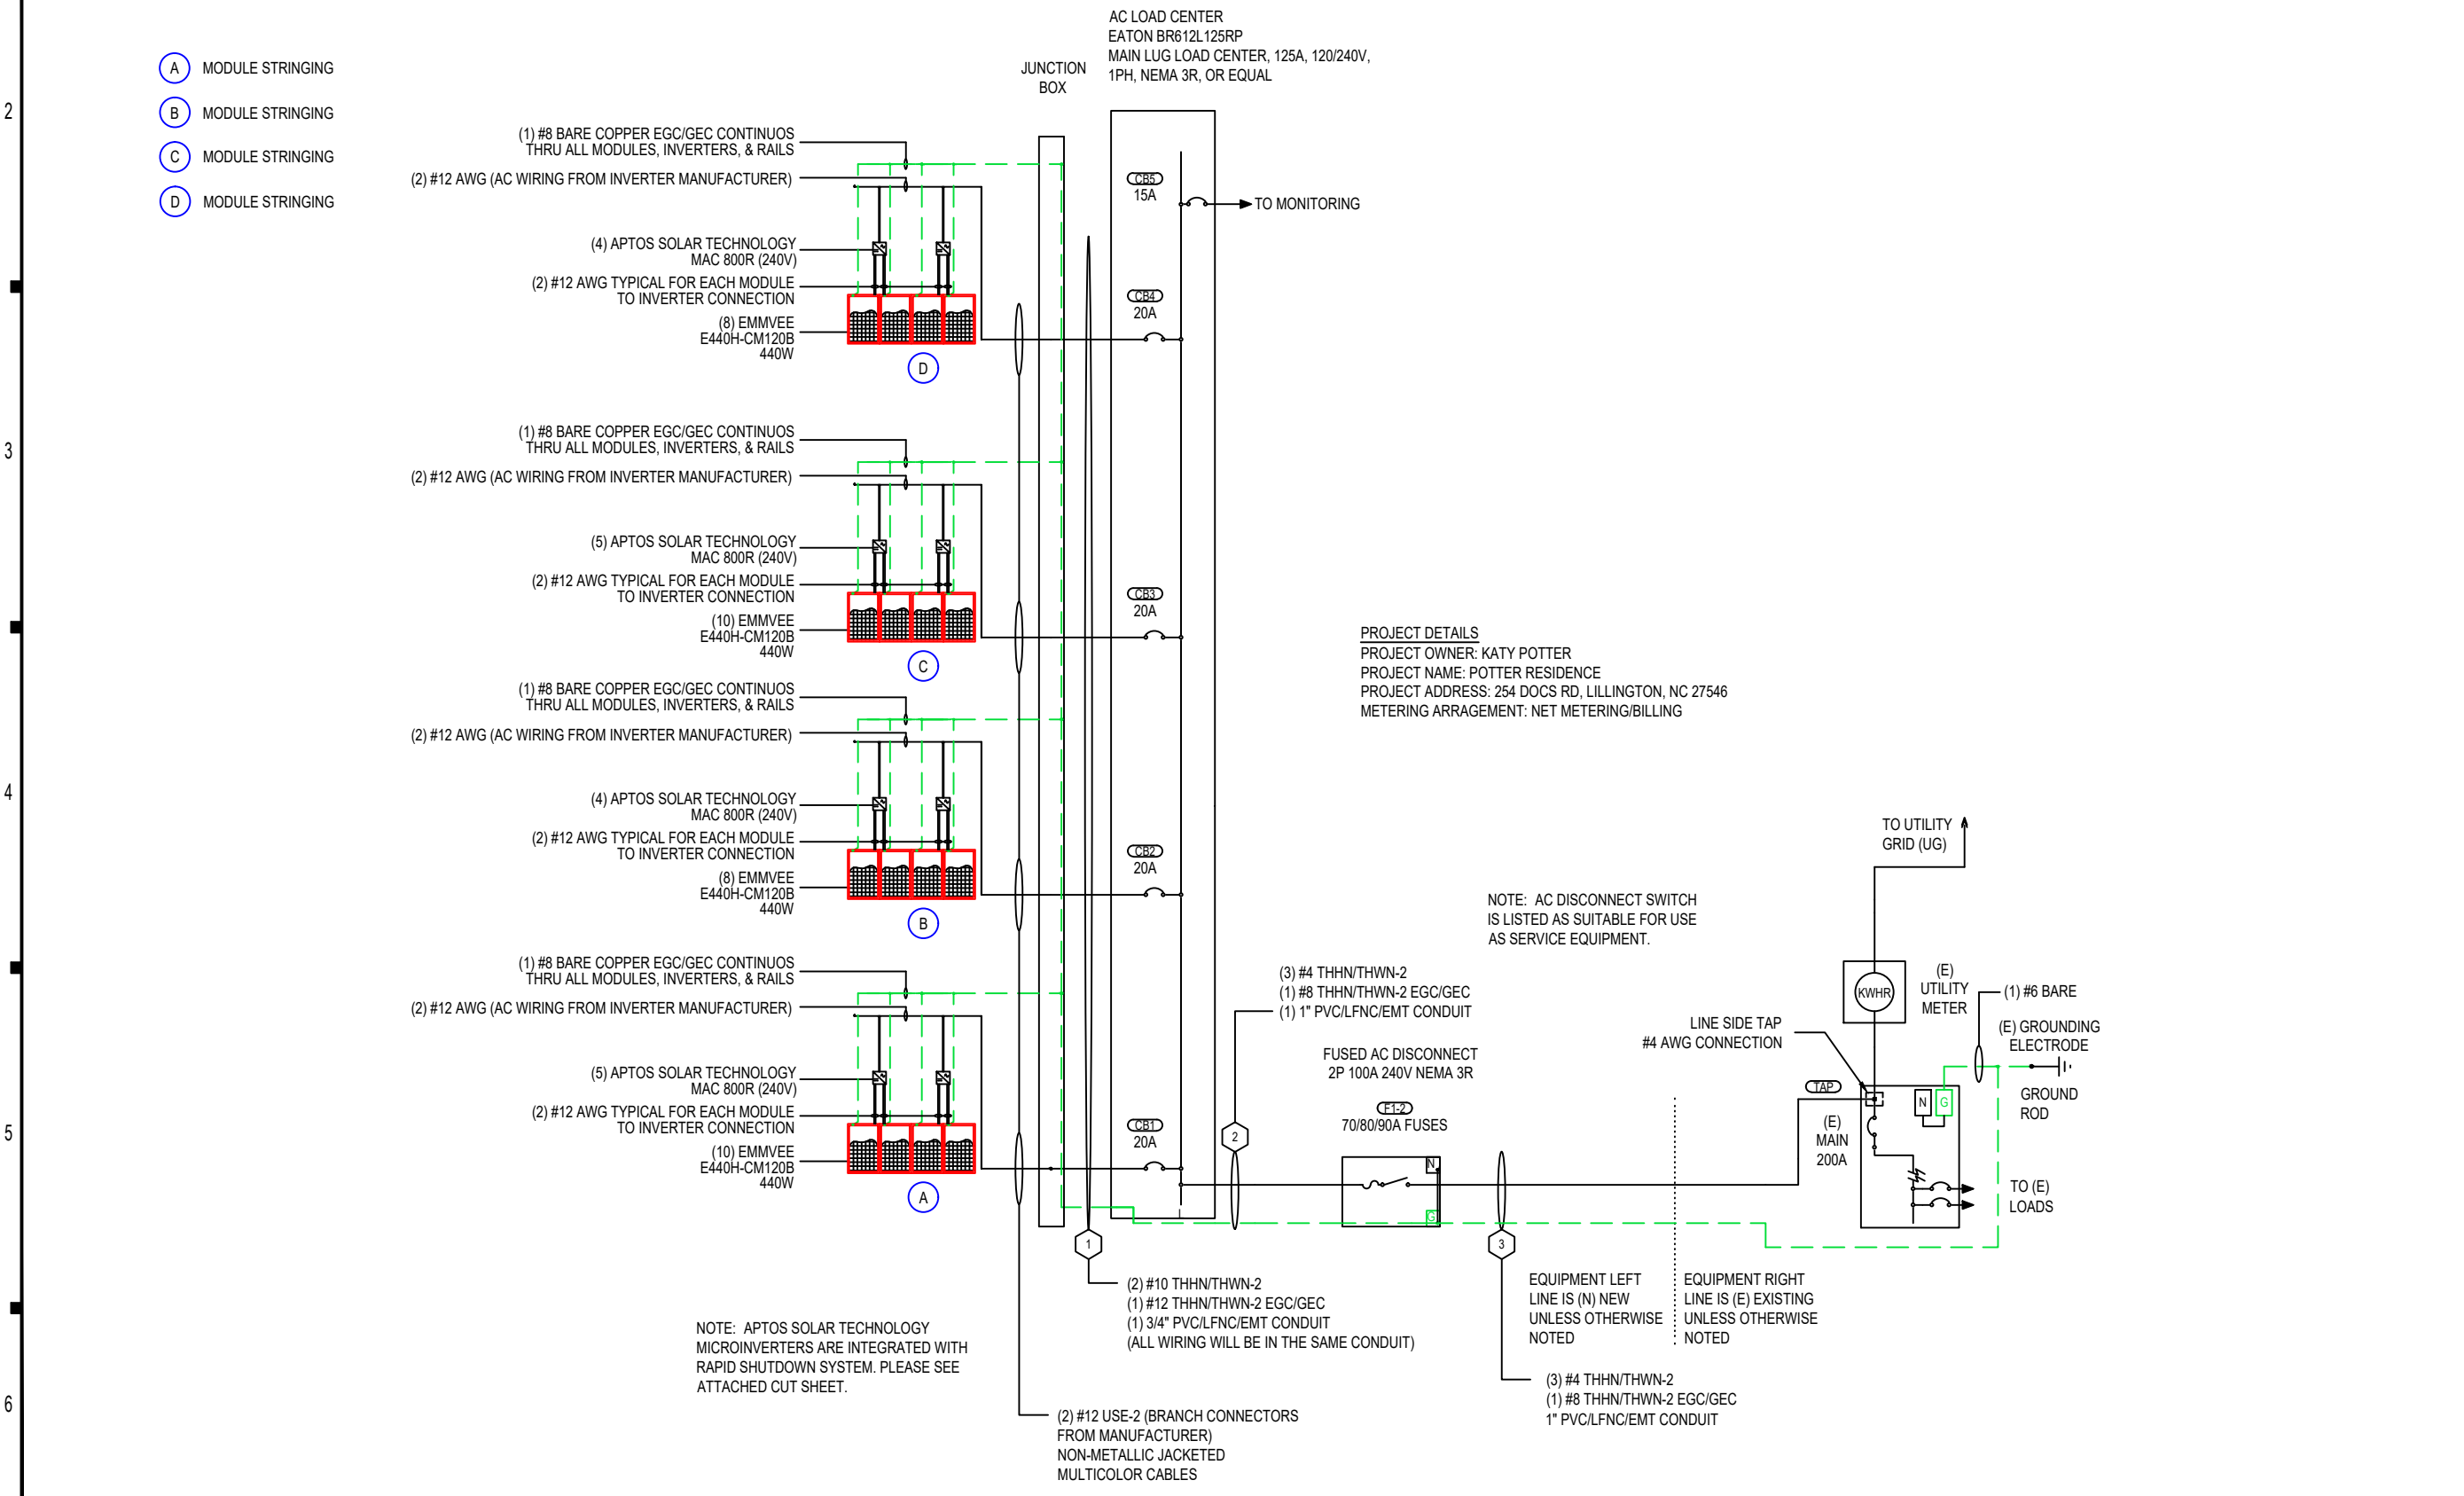 AC LOAD CENTER
EATON BR612L125RP
MAIN LUG LOAD CENTER, 125A, 120/240V,
1PH, NEMA 3R, OR EQUAL
JUNCTION
BOX
A MODULE STRINGING
B MODULE STRINGING
C MODULE STRINGING
D MODULE STRINGING
2
3
4
5
6
(1) #8 BARE COPPER EGC/GEC CONTINUOS
THRU ALL MODULES, INVERTERS, & RAILS
(2) #12 AWG (AC WIRING FROM INVERTER MANUFACTURER)
(4) APTOS SOLAR TECHNOLOGY
MAC 800R (240V)
(2) #12 AWG TYPICAL FOR EACH MODULE
TO INVERTER CONNECTION
(8) EMMVEE
E440H-CM120B
440W
D
CB5
15A
TO MONITORING
CB4
20A
(1) #8 BARE COPPER EGC/GEC CONTINUOS
THRU ALL MODULES, INVERTERS, & RAILS
(2) #12 AWG (AC WIRING FROM INVERTER MANUFACTURER)
(5) APTOS SOLAR TECHNOLOGY
MAC 800R (240V)
(2) #12 AWG TYPICAL FOR EACH MODULE
TO INVERTER CONNECTION
(10) EMMVEE
E440H-CM120B
440W
C
CB3
20A
PROJECT DETAILS
PROJECT OWNER: KATY POTTER
PROJECT NAME: POTTER RESIDENCE
PROJECT ADDRESS: 254 DOCS RD, LILLINGTON, NC 27546
METERING ARRAGEMENT: NET METERING/BILLING
(1) #8 BARE COPPER EGC/GEC CONTINUOS
THRU ALL MODULES, INVERTERS, & RAILS
(2) #12 AWG (AC WIRING FROM INVERTER MANUFACTURER)
(4) APTOS SOLAR TECHNOLOGY
MAC 800R (240V)
(2) #12 AWG TYPICAL FOR EACH MODULE
TO INVERTER CONNECTION
(8) EMMVEE
E440H-CM120B
440W
B
CB2
20A
TO UTILITY
GRID (UG)
NOTE: AC DISCONNECT SWITCH
IS LISTED AS SUITABLE FOR USE
AS SERVICE EQUIPMENT.
(1) #8 BARE COPPER EGC/GEC CONTINUOS
THRU ALL MODULES, INVERTERS, & RAILS
(2) #12 AWG (AC WIRING FROM INVERTER MANUFACTURER)
(5) APTOS SOLAR TECHNOLOGY
MAC 800R (240V)
(2) #12 AWG TYPICAL FOR EACH MODULE
TO INVERTER CONNECTION
(10) EMMVEE
E440H-CM120B
440W
A
CB1
20A
(3) #4 THHN/THWN-2
(1) #8 THHN/THWN-2 EGC/GEC
(1) 1" PVC/LFNC/EMT CONDUIT
2
FUSED AC DISCONNECT
2P 100A 240V NEMA 3R
F1-2
70/80/90A FUSES
N
G
KWHR
(E)
UTILITY
METER
(1) #6 BARE
LINE SIDE TAP
#4 AWG CONNECTION
(E) GROUNDING
ELECTRODE
TAP
N
G
GROUND
ROD
(E)
MAIN
200A
TO (E)
LOADS
1
3
(2) #10 THHN/THWN-2
(1) #12 THHN/THWN-2 EGC/GEC
(1) 3/4" PVC/LFNC/EMT CONDUIT
(ALL WIRING WILL BE IN THE SAME CONDUIT)
EQUIPMENT LEFT
LINE IS (N) NEW
UNLESS OTHERWISE
NOTED
EQUIPMENT RIGHT
LINE IS (E) EXISTING
UNLESS OTHERWISE
NOTED
NOTE: APTOS SOLAR TECHNOLOGY
MICROINVERTERS ARE INTEGRATED WITH
RAPID SHUTDOWN SYSTEM. PLEASE SEE
ATTACHED CUT SHEET.
(3) #4 THHN/THWN-2
(1) #8 THHN/THWN-2 EGC/GEC
1" PVC/LFNC/EMT CONDUIT
(2) #12 USE-2 (BRANCH CONNECTORS
FROM MANUFACTURER)
NON-METALLIC JACKETED
MULTICOLOR CABLES